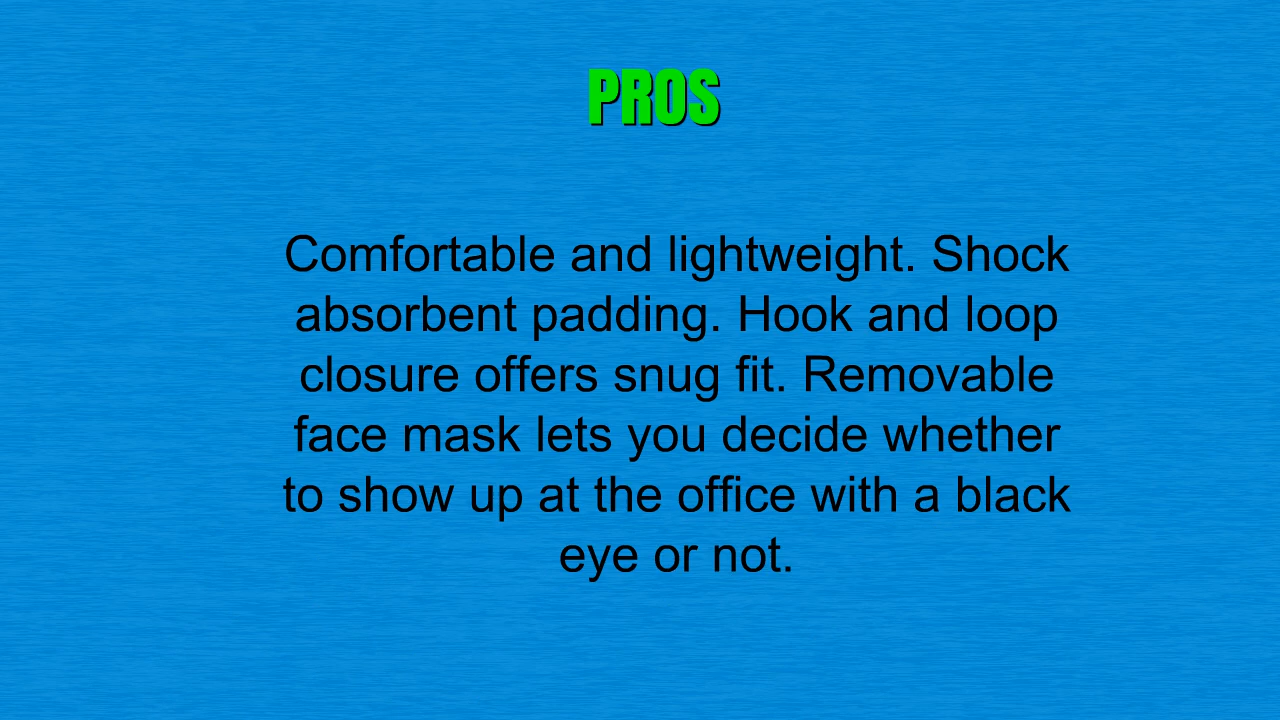 PROS
Comfortable and lightweight. Shock
absorbent padding. Hook and loop
closure offers snug fit. Removable
face mask lets you decide whether
to show up at the office with a black
eye or not.